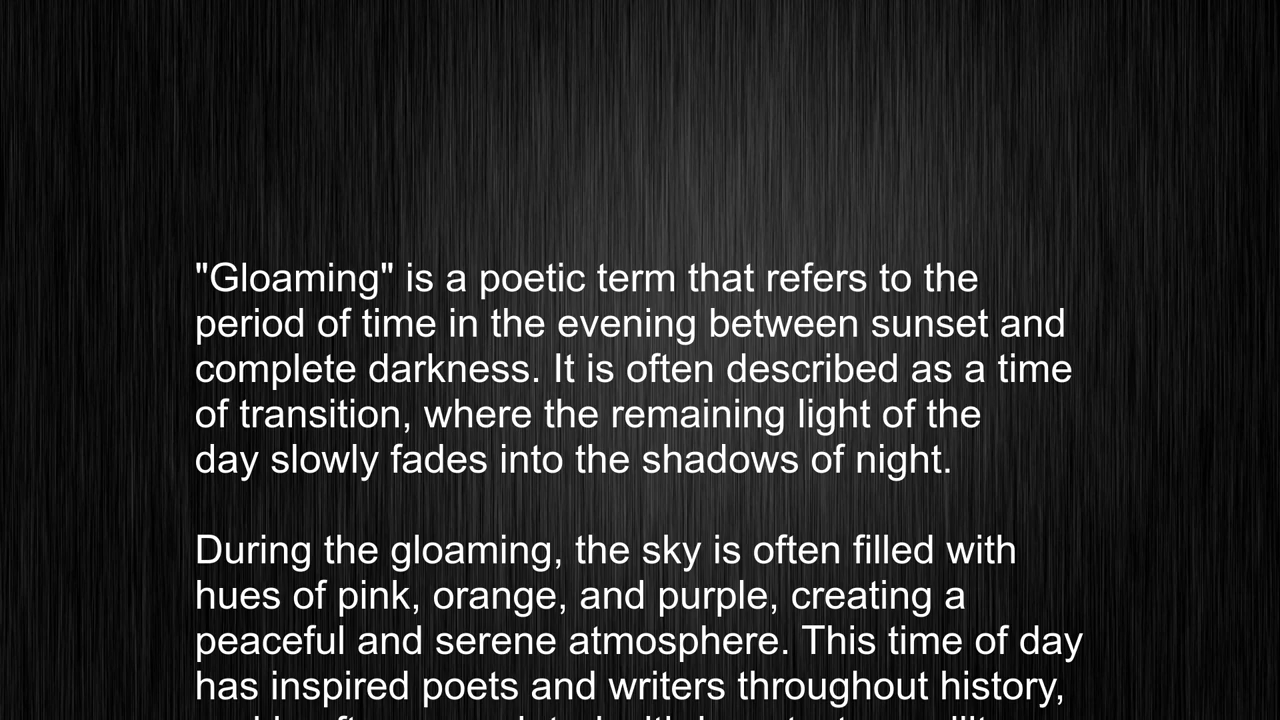 "Gloaming" is a poetic term that refers to the
period of time in the evening between sunset and
complete darkness. It is often described as a time
of transition, where the remaining light of the
day slowly fades into the shadows of night.
During the gloaming, the sky is often filled with
hues of pink, orange, and purple, creating a
peaceful and serene atmosphere. This time of day
has inspired poets and writers throughout history,